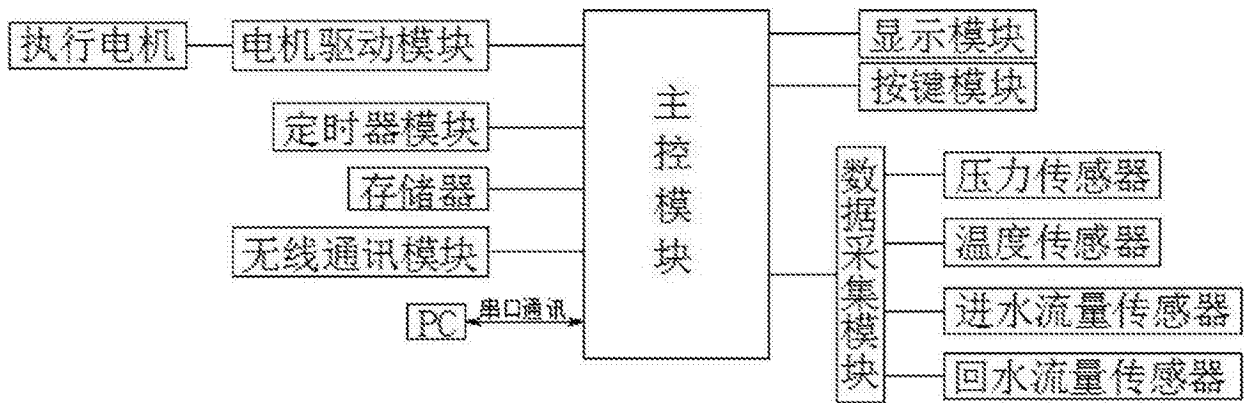 执行电机
电机驱动模块
定时器模块
存储器
无线通讯模块
PC
串口通讯
主控模块
显示模块
按键模块
数据采集模块
压力传感器
温度传感器
进水流量传感器
回水流量传感器